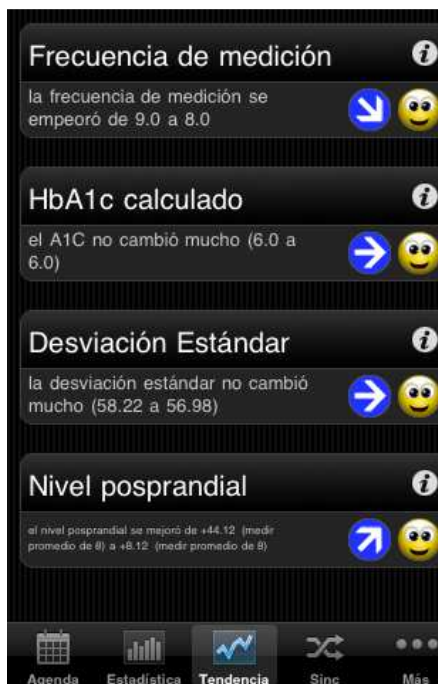 Frecuencia de medición
la frecuencia de medición se
empeoró de 9.0 a 8.0
HbA1c calculado
el A1C no cambió mucho (6.0 a
6.0)
Desviación Estándar
la desviación estándar no cambió
mucho (58.22 a 56.98)
Nivel posprandial
el nivel posprandial se mejoró de +44.12 (medir
promedio de 8) a +8.12 (medir promedio de 8)
Agenda Estadística Tendencia Sinc Más